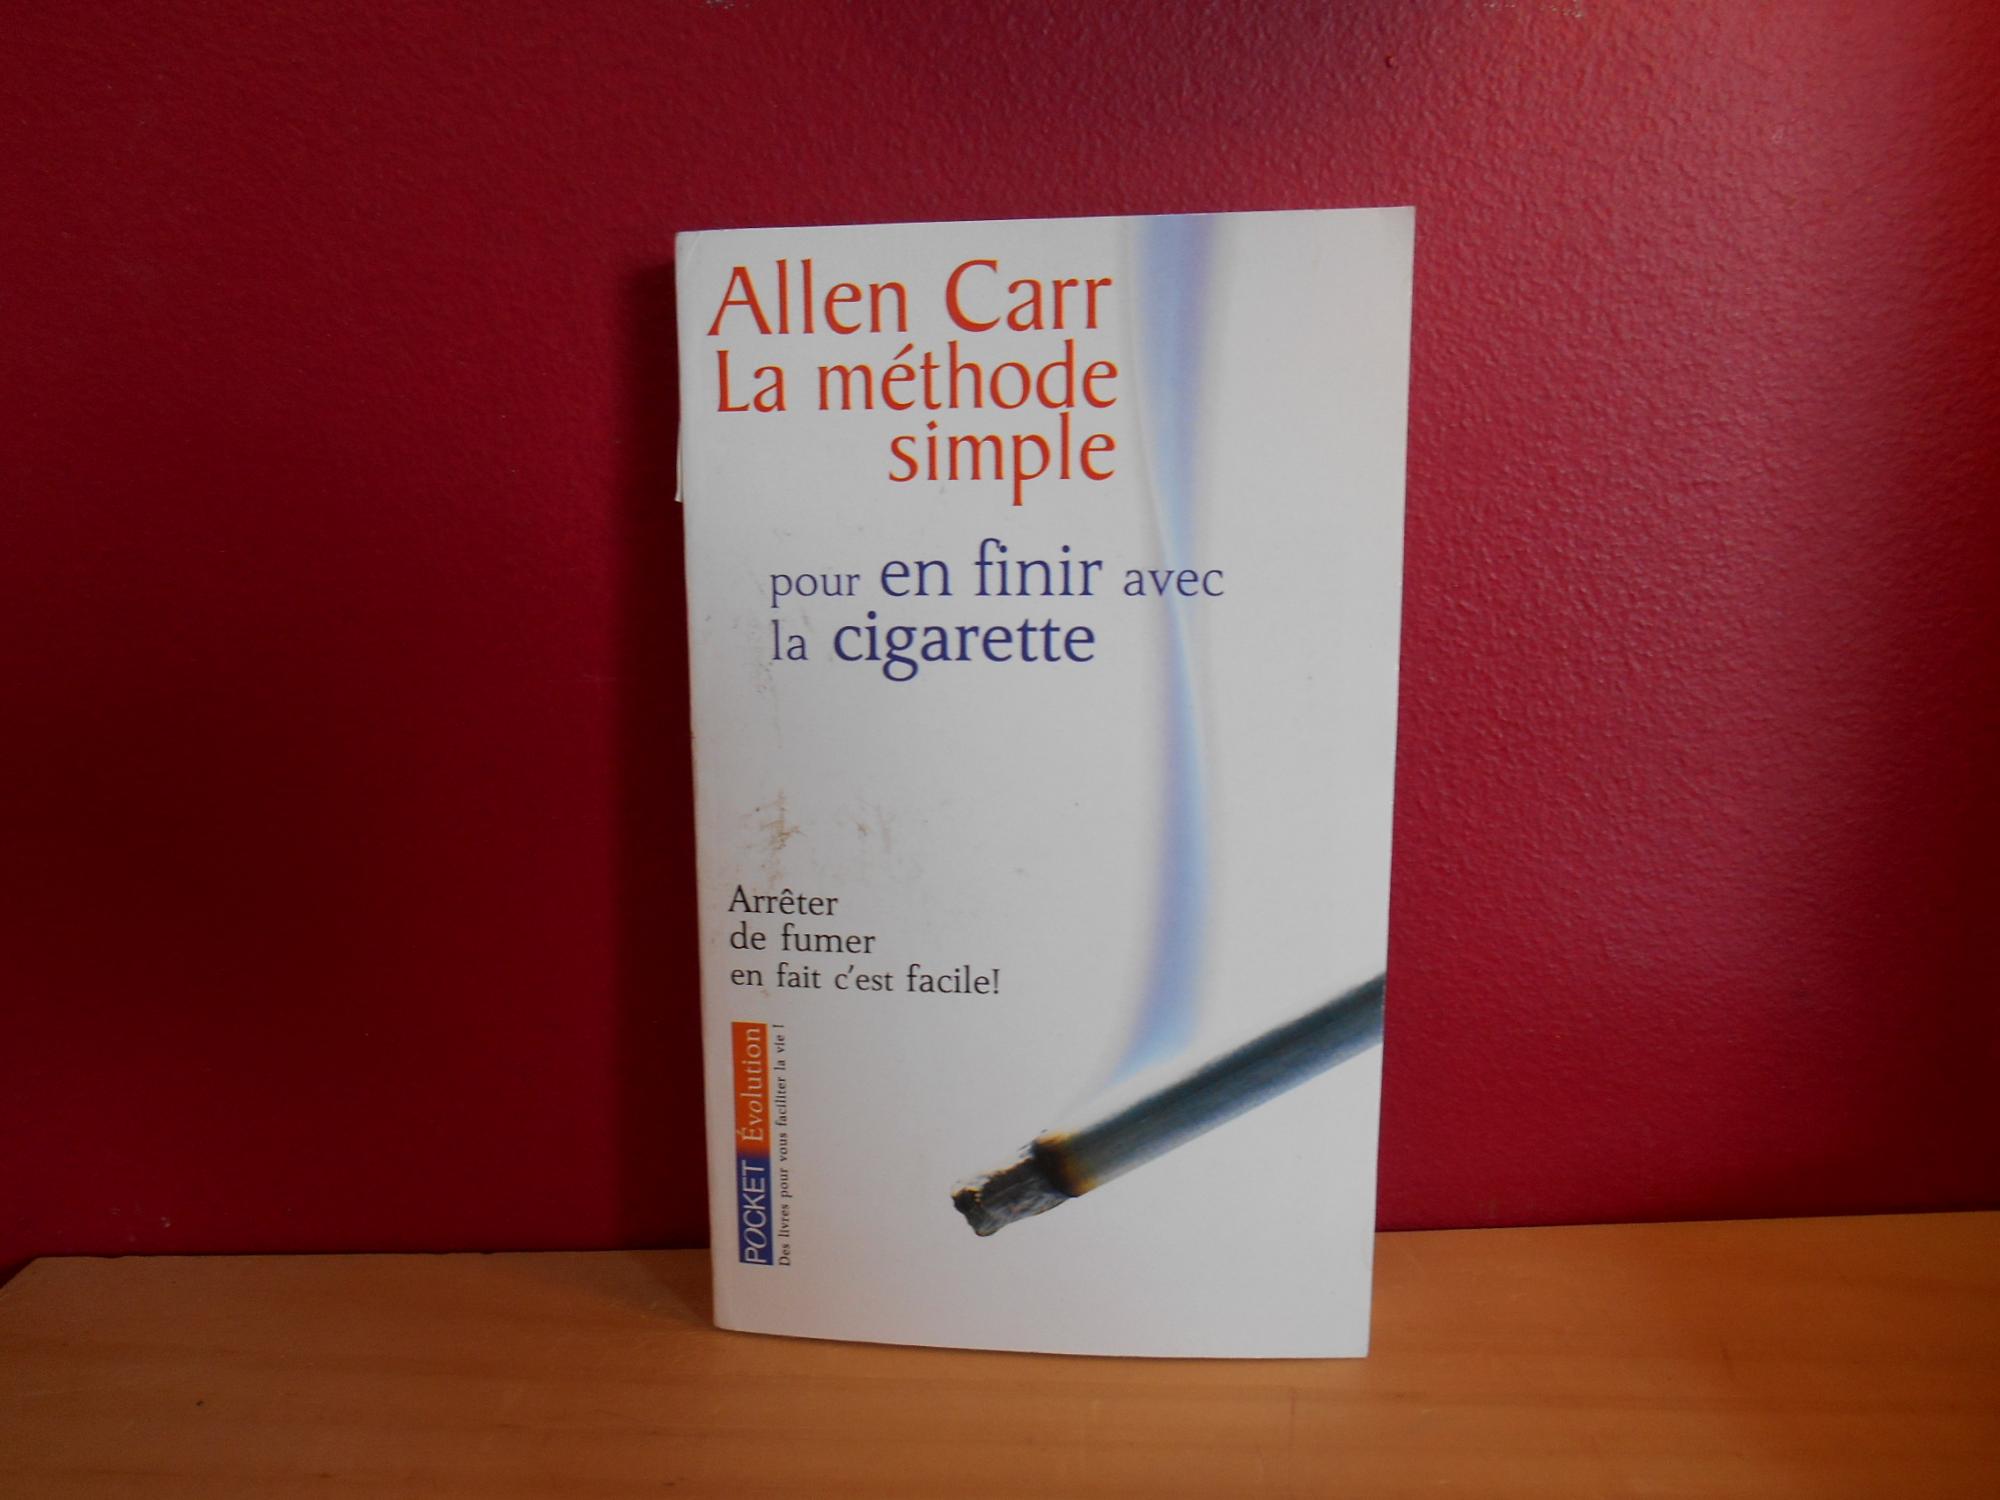 Allen Carr
La méthode
simple
pour en finir avec
la cigarette
Arrêter
de fumer
en fait c'est facile!
POCKET Évolution
Des livres pour vous faciliter la vie !